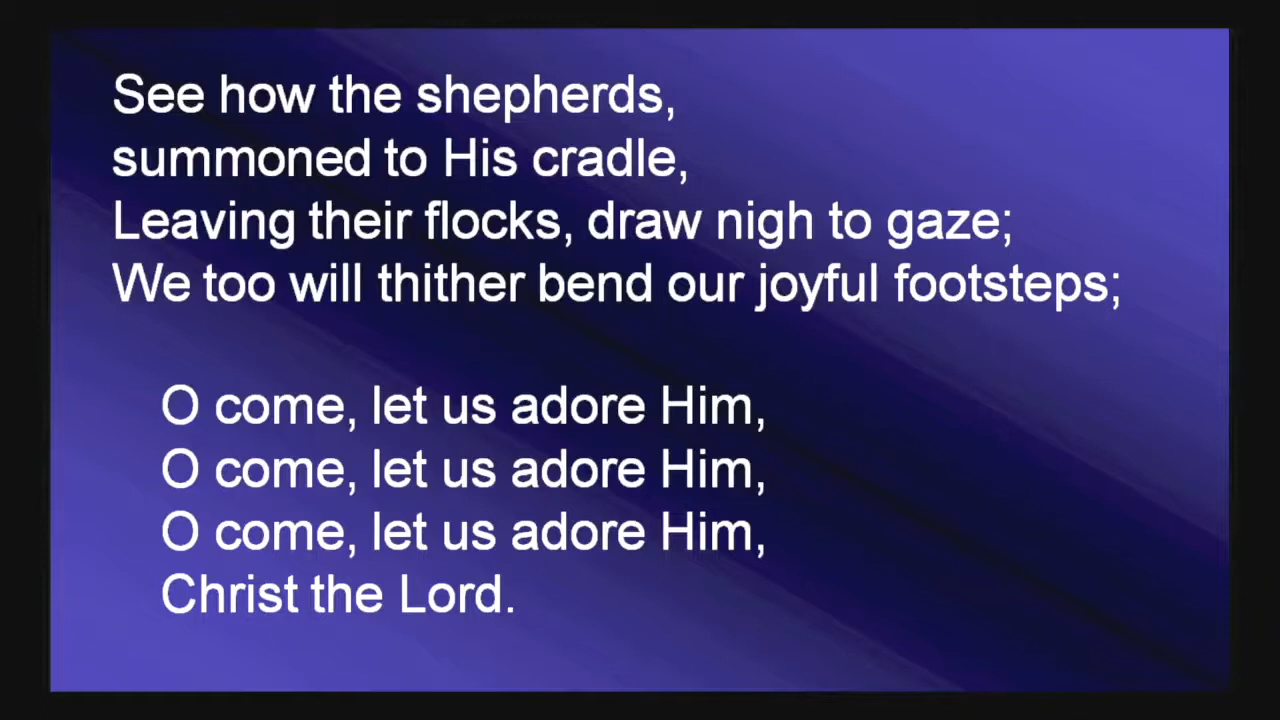 See how the shepherds,
summoned to His cradle,
Leaving their flocks, draw nigh to gaze;
We too will thither bend our joyful footsteps;
O come, let us adore Him,
O come, let us adore Him,
O come, let us adore Him,
Christ the Lord.